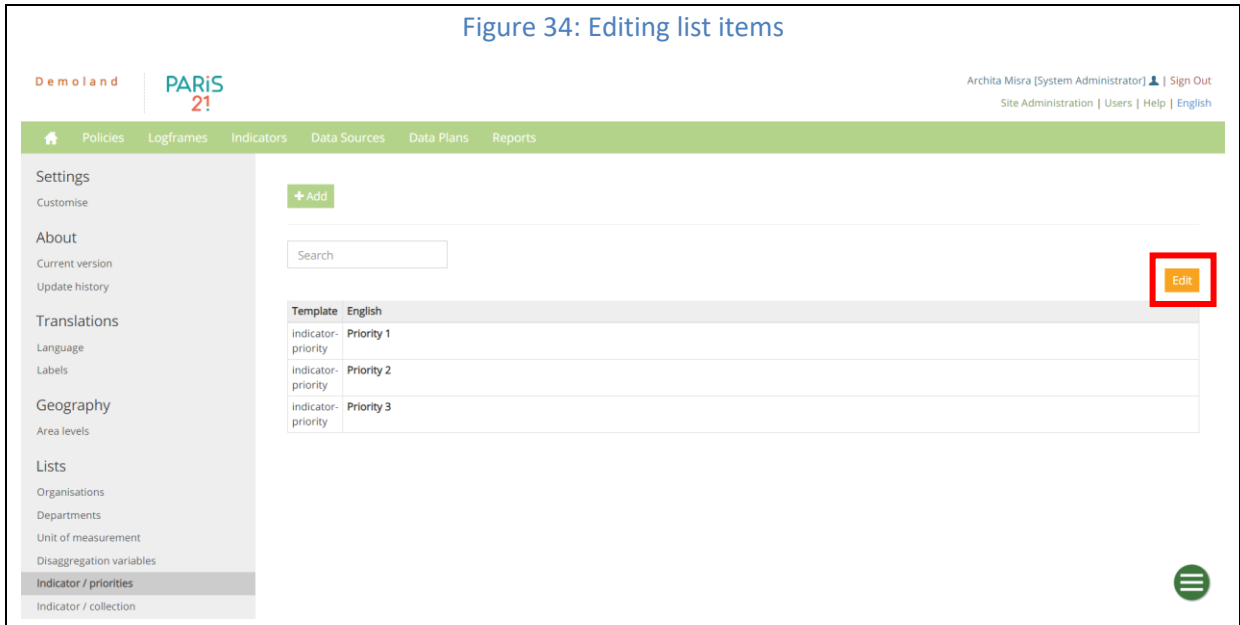 Figure 34: Editing list items
Demoland
PARiS
21
Archita Misra [System Administrator] | Sign Out
Site Administration | Users | Help | English
Policies Logframes Indicators Data Sources Data Plans Reports
Settings
Customise
About
Current version
Update history
Translations
Language
Labels
Geography
Area levels
Lists
Organisations
Departments
Unit of measurement
Disaggregation variables
Indicator / priorities
Indicator / collection
+ Add
Search
Edit
Template English
indicator-priority Priority 1
indicator-priority Priority 2
indicator-priority Priority 3